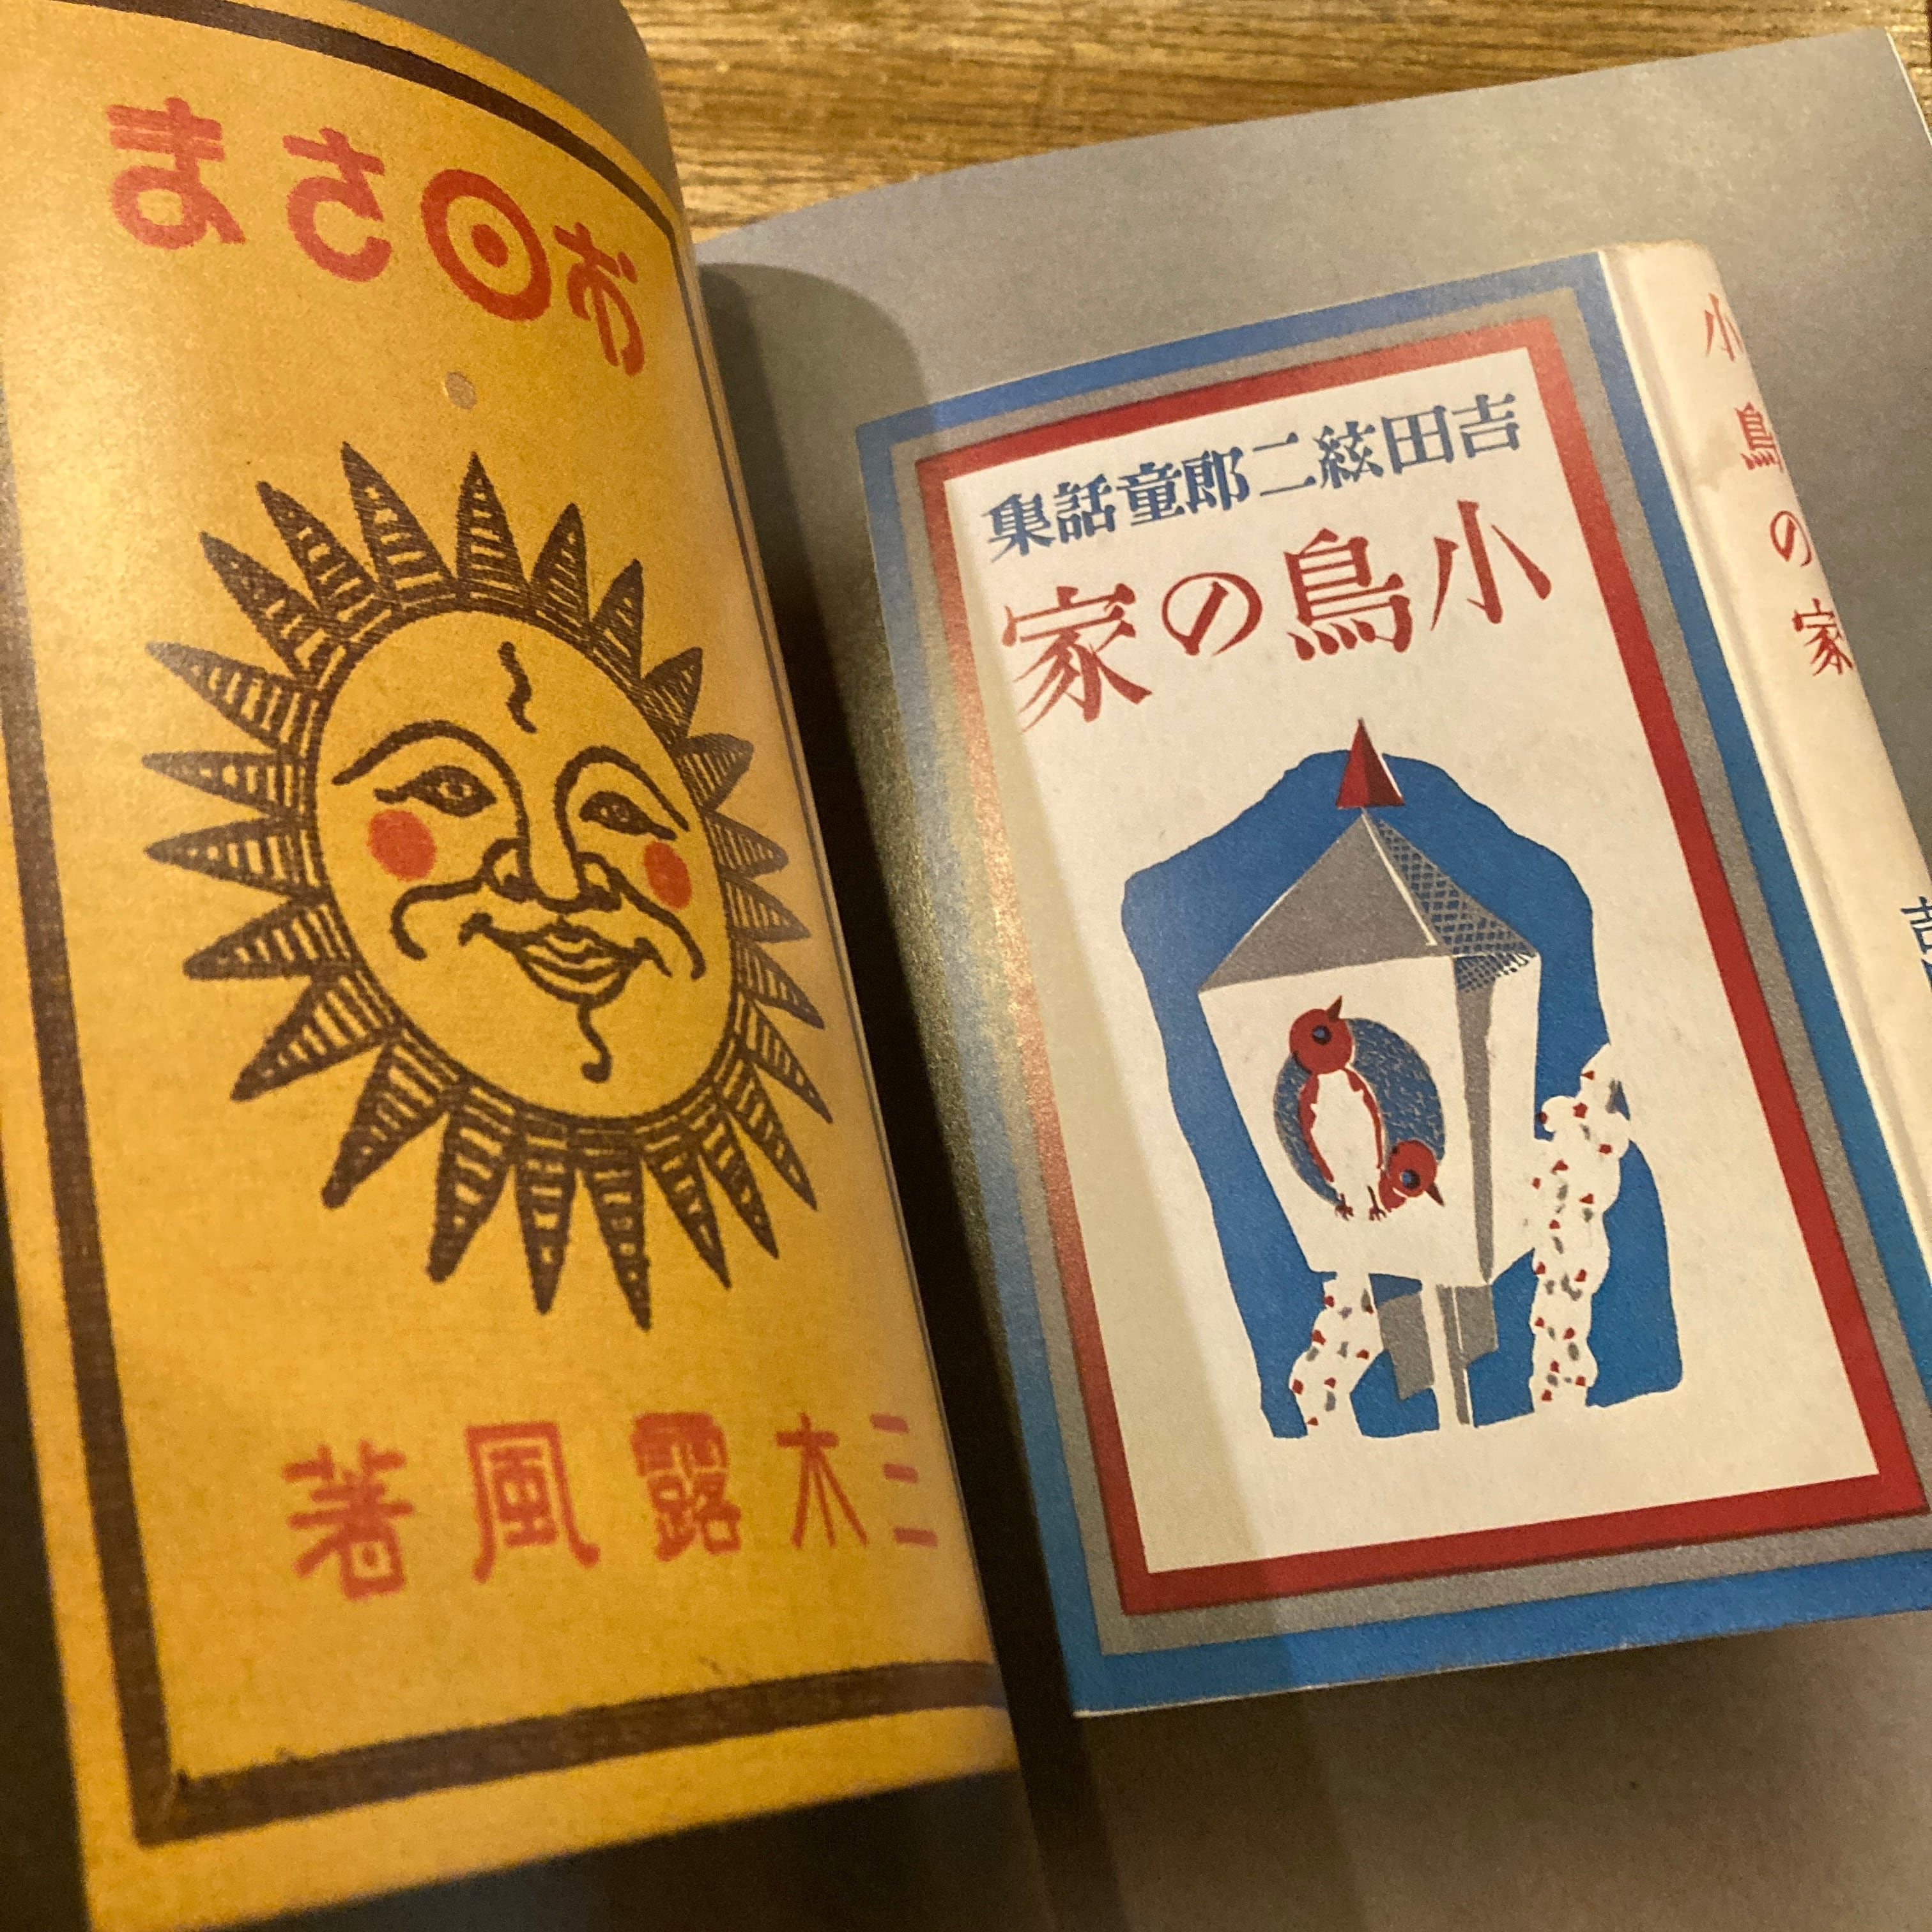 お日さま
三木露風著
吉田絃二郎童話集
小鳥の家
小鳥の家